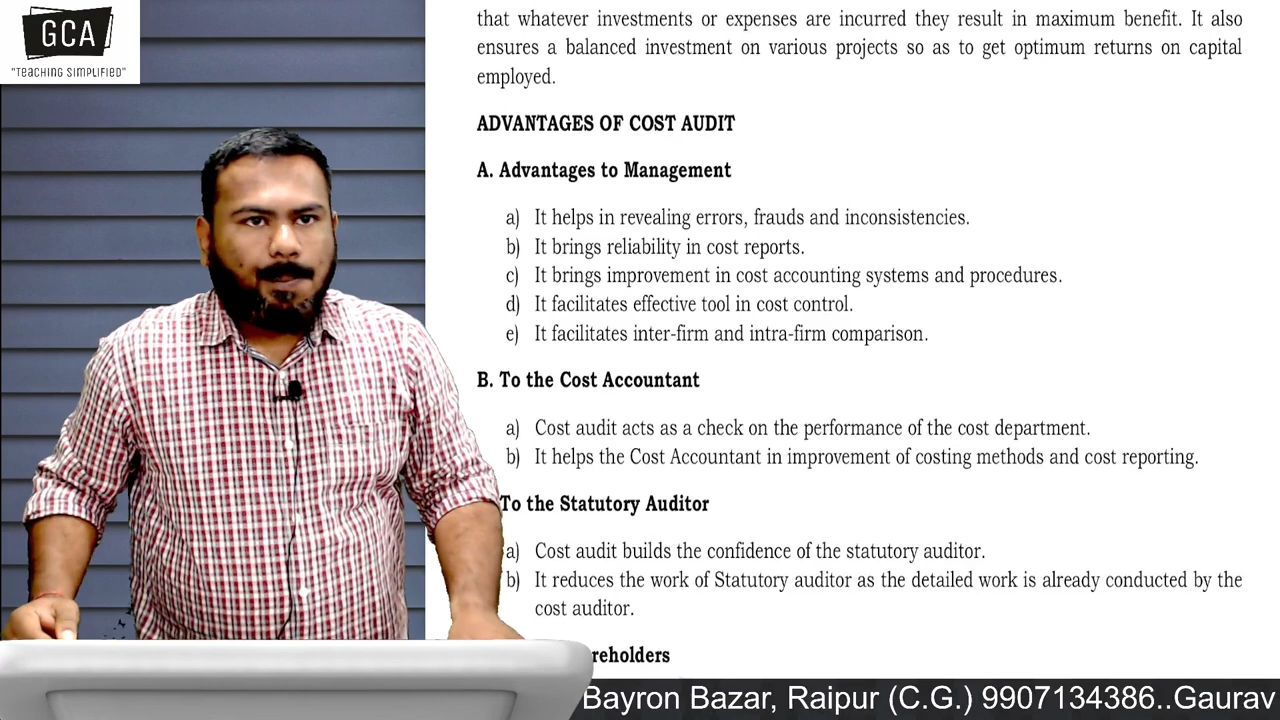 GCA
"TEACHING SIMPLIFIED"
that whatever investments or expenses are incurred they result in maximum benefit. It also
ensures a balanced investment on various projects so as to get optimum returns on capital
employed.
ADVANTAGES OF COST AUDIT
A. Advantages to Management
a) It helps in revealing errors, frauds and inconsistencies.
b) It brings reliability in cost reports.
c) It brings improvement in cost accounting systems and procedures.
d) It facilitates effective tool in cost control.
e) It facilitates inter-firm and intra-firm comparison.
B. To the Cost Accountant
a) Cost audit acts as a check on the performance of the cost department.
b) It helps the Cost Accountant in improvement of costing methods and cost reporting.
To the Statutory Auditor
a) Cost audit builds the confidence of the statutory auditor.
b) It reduces the work of Statutory auditor as the detailed work is already conducted by the
cost auditor.
reholders
Bayron Bazar, Raipur (C.G.) 9907134386..Gaurav